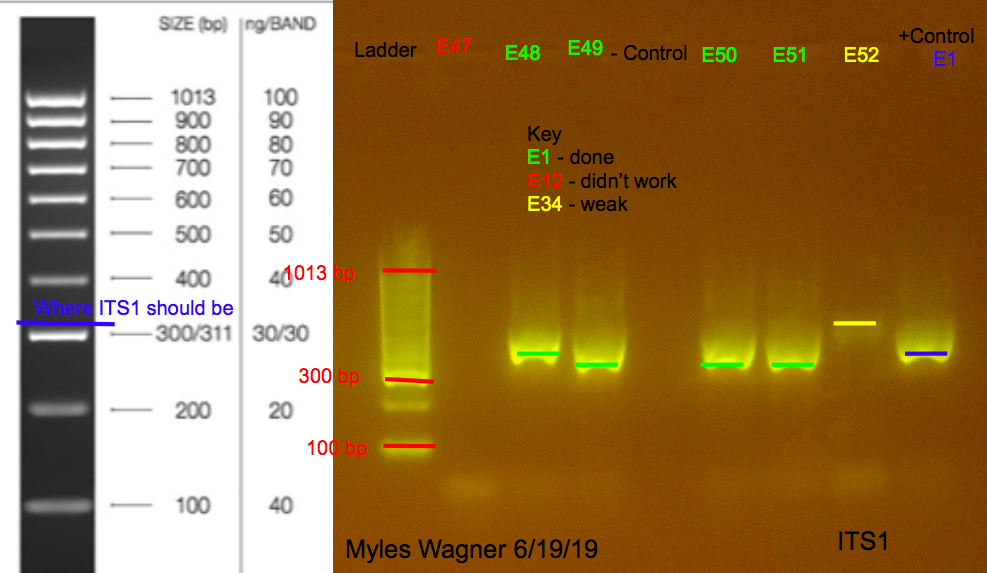 SIZE (bp) ng/BAND
1013 100
900 90
800 80
700 70
600 60
500 50
400 40
Where ITS1 should be
300/311 30/30
200 20
100 40
Ladder E47 E48 E49 - Control E50 E51 E52 +Control
E1
Key
E1 - done
E12 - didn't work
E34 - weak
1013 bp
300 bp
100 bp
Myles Wagner 6/19/19
ITS1